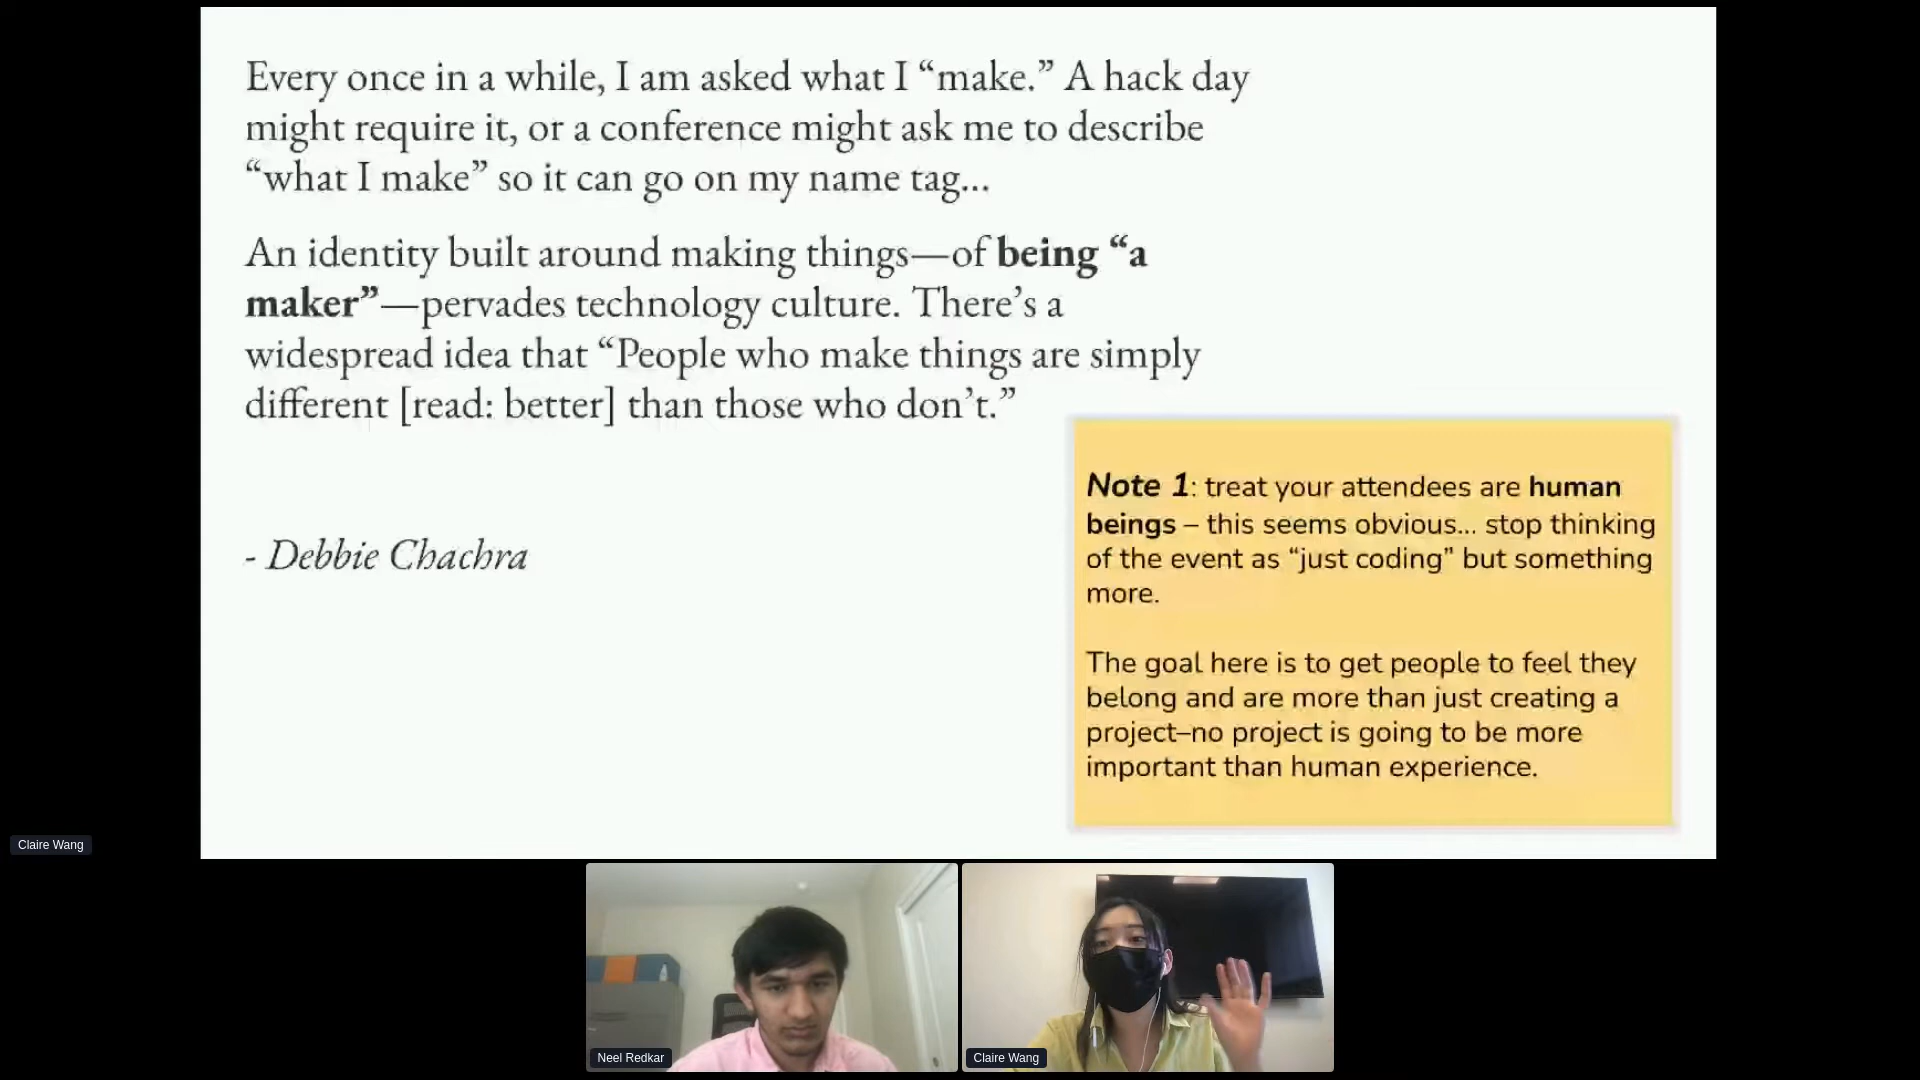 Every once in a while, I am asked what I “make.” A hack day
might require it, or a conference might ask me to describe
“what I make” so it can go on my name tag...
An identity built around making things—of being “a
maker”—pervades technology culture. There’s a
widespread idea that “People who make things are simply
different [read: better] than those who don’t.”
- Debbie Chachra
Note 1: treat your attendees are human
beings – this seems obvious... stop thinking
of the event as “just coding” but something
more.
The goal here is to get people to feel they
belong and are more than just creating a
project–no project is going to be more
important than human experience.
Claire Wang
Neel Redkar
Claire Wang